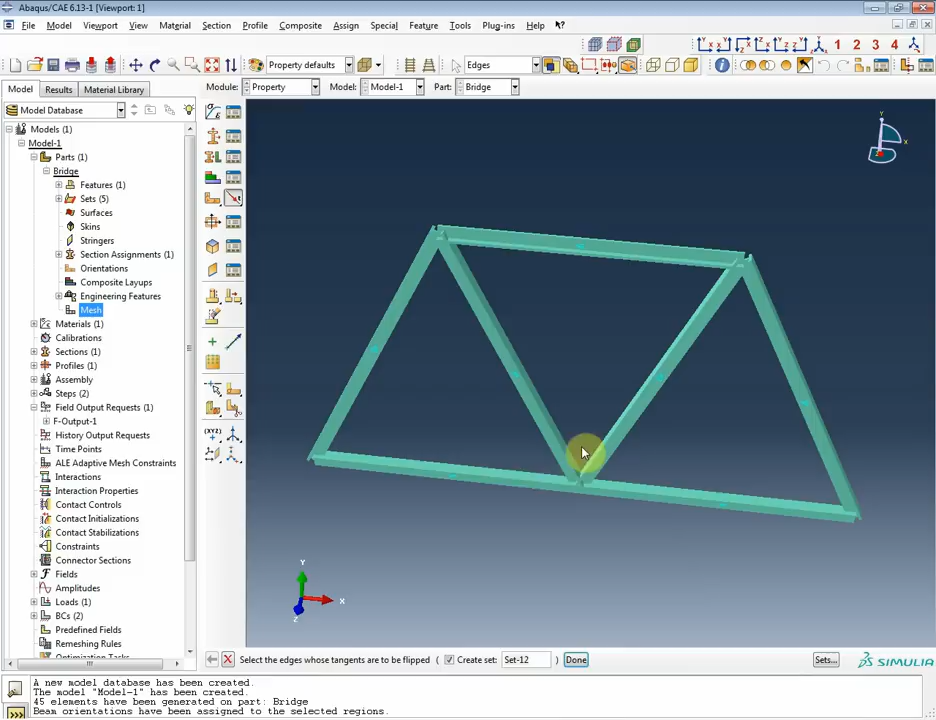 Abaqus/CAE 6.13-1 [Viewport: 1]
File Model Viewport View Material Section Profile Composite Assign Special Feature Tools Plug-ins Help
1 2 3 4
Property defaults Edges
Model Results Material Library Module: Property Model: Model-1 Part: Bridge
Model Database
Models (1)
Model-1
Parts (1)
Bridge
Features (1)
Sets (5)
Surfaces
Skins
Stringers
Section Assignments (1)
Orientations
Composite Layups
Engineering Features
Mesh
Materials (1)
Calibrations
Sections (1)
Profiles (1)
Assembly
Steps (2)
Field Output Requests (1)
F-Output-1
History Output Requests
Time Points
ALE Adaptive Mesh Constraints
Interactions
Interaction Properties
Contact Controls
Contact Initializations
Contact Stabilizations
Constraints
Connector Sections
Fields
Amplitudes
Loads (1)
BCs (2)
Predefined Fields
Remeshing Rules
Optimization Tasks
Y
X
Y
X
Z
Select the edges whose tangents are to be flipped ( Create set: Set-12 ) Done Sets... SIMULIA
A new model database has been created.
The model "Model-1" has been created.
45 elements have been generated on part: Bridge
Beam orientations have been assigned to the selected regions.